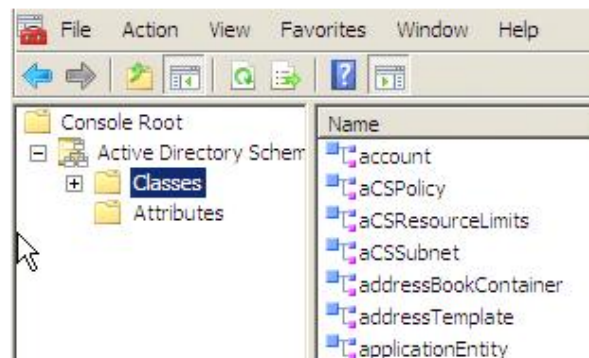 File Action View Favorites Window Help
Console Root
Active Directory Schem
Classes
Attributes
Name
account
aCSPolicy
aCSResourceLimits
aCSSubnet
addressBookContainer
addressTemplate
applicationEntity